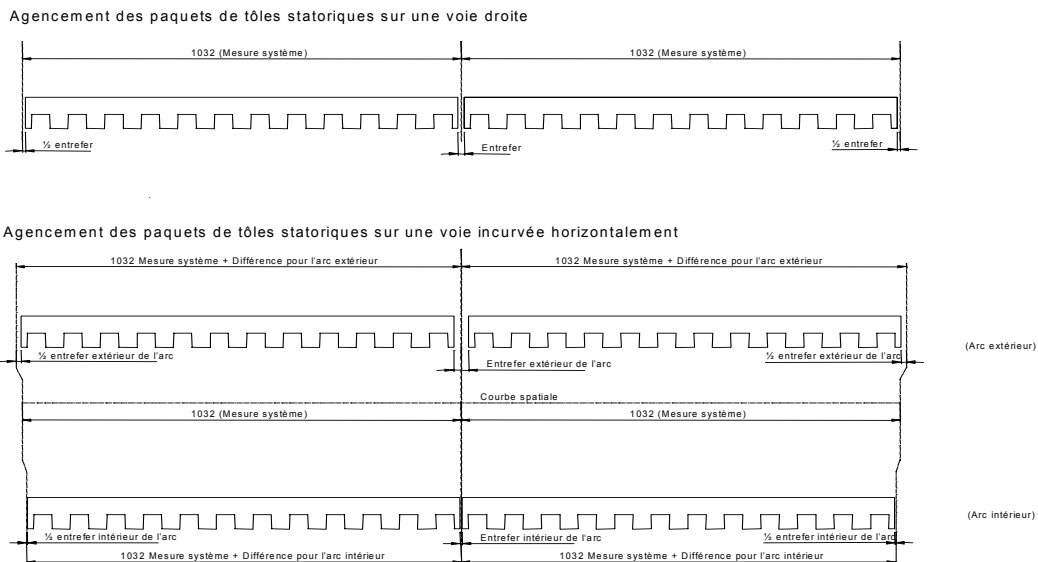 Agencement des paquets de tôles statoriques sur une voie droite
1032 (Mesure système) 1032 (Mesure système)
½ entrefer Entrefer ½ entrefer
Agencement des paquets de tôles statoriques sur une voie incurvée horizontalement
1032 Mesure système + Différence pour l'arc extérieur 1032 Mesure système + Différence pour l'arc extérieur
(Arc extérieur)
½ entrefer extérieur de l'arc Entrefer extérieur de l'arc ½ entrefer extérieur de l'arc
Courbe spatiale
1032 (Mesure système) 1032 (Mesure système)
(Arc intérieur)
½ entrefer intérieur de l'arc Entrefer intérieur de l'arc ½ entrefer intérieur de l'arc
1032 Mesure système + Différence pour l'arc intérieur 1032 Mesure système + Différence pour l'arc intérieur